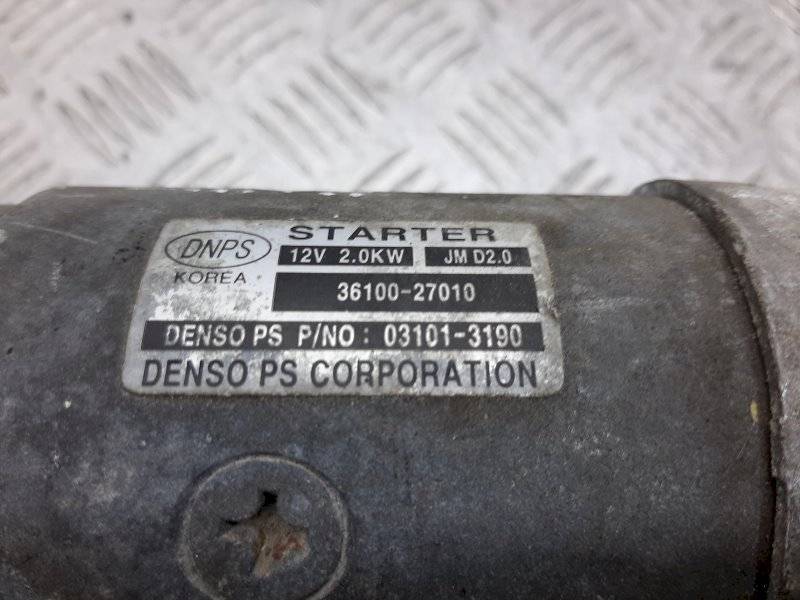 STARTER
DNPS
KOREA
12V 2.0KW JM D2.0
36100-27010
DENSO PS P/NO: 03101-3190
DENSO PS CORPORATION